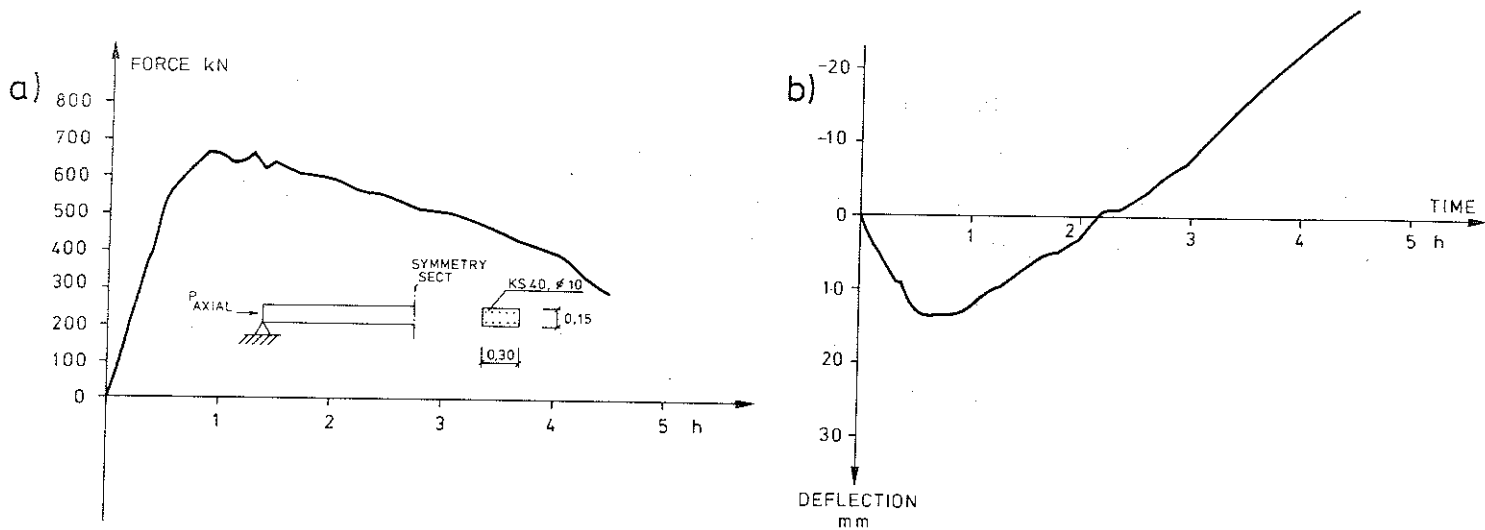 a)
FORCE kN
800
700
600
500
400
300
200
100
0
1
2
3
4
5
h
P AXIAL
SYMMETRY
SECT
KS 40, ø 10
0,15
0,30
b)
-20
-10
0
10
20
30
1
2
3
4
5
TIME
h
DEFLECTION
mm